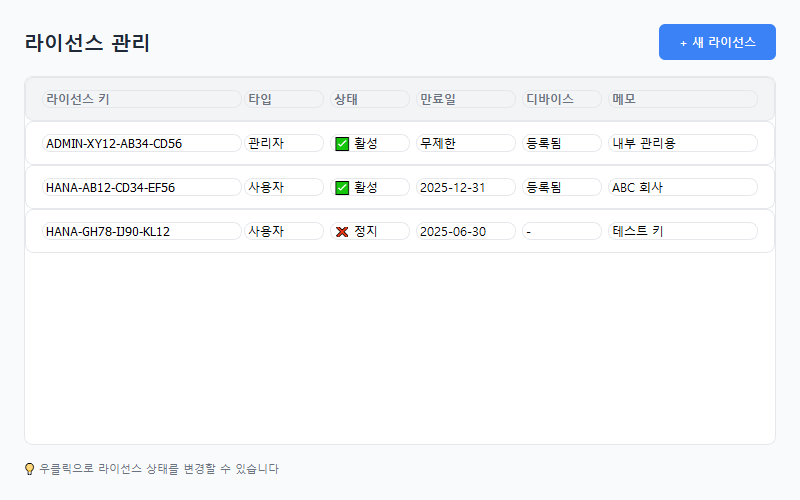 라이선스 관리
+ 새 라이선스
라이선스 키 타입 상태 만료일 디바이스 메모
ADMIN-XY12-AB34-CD56 관리자 ✅ 활성 무제한 등록됨 내부 관리용
HANA-AB12-CD34-EF56 사용자 ✅ 활성 2025-12-31 등록됨 ABC 회사
HANA-GH78-IJ90-KL12 사용자 ❌ 정지 2025-06-30 - 테스트 키
💡 우클릭으로 라이선스 상태를 변경할 수 있습니다